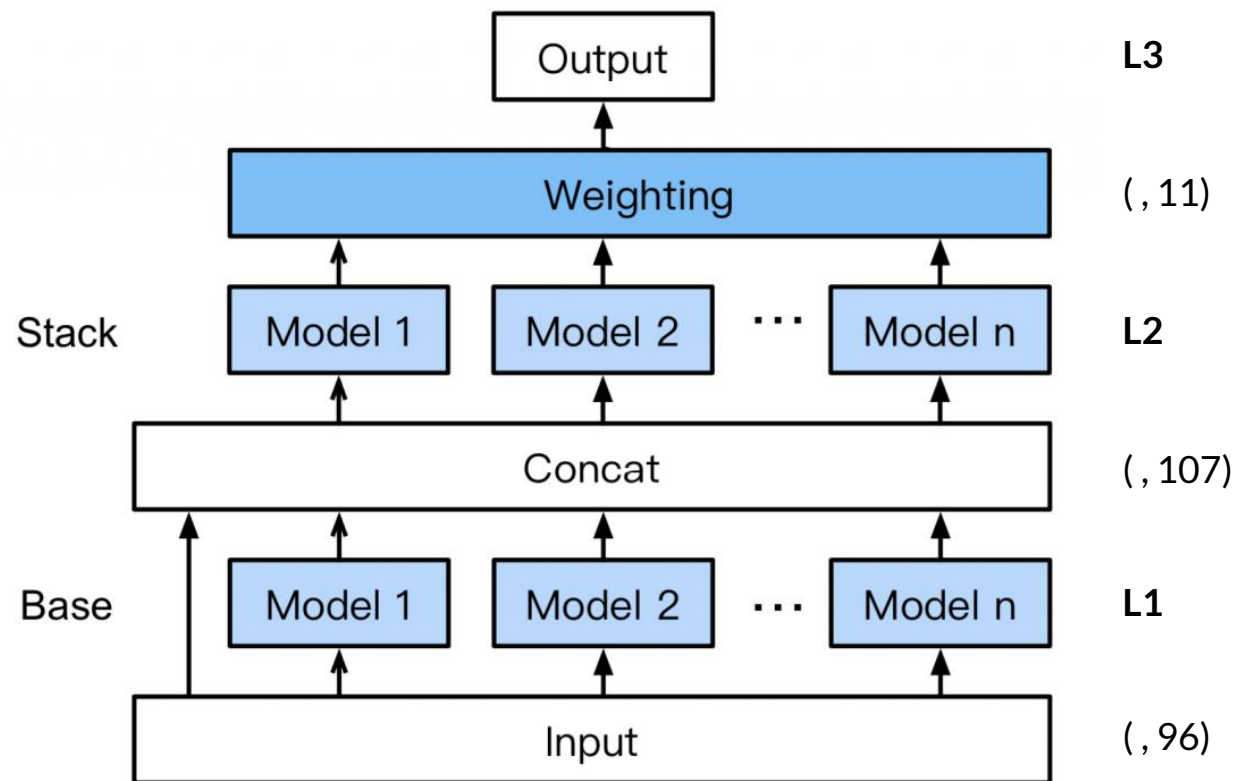 Output L3
Weighting ( , 11)
Stack Model 1 Model 2 ... Model n L2
Concat ( , 107)
Base Model 1 Model 2 ... Model n L1
Input ( , 96)